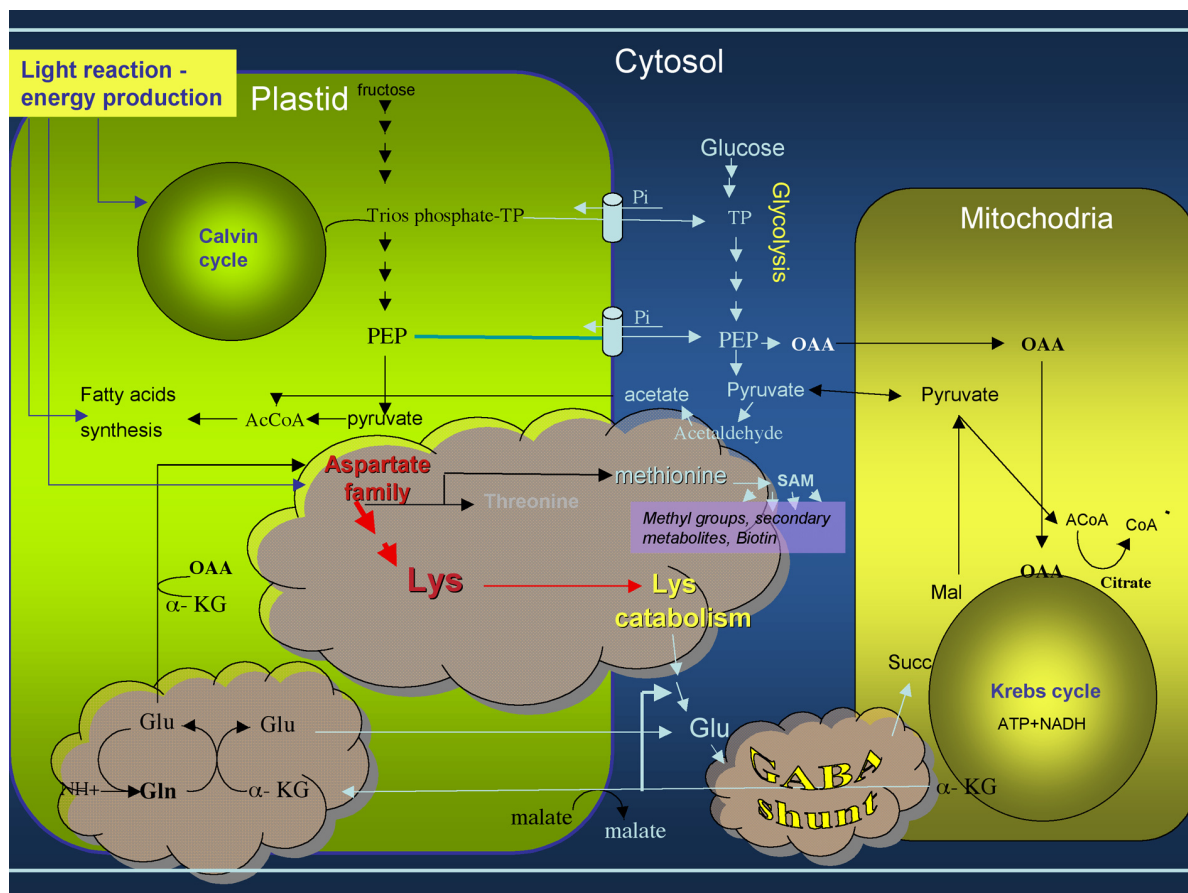 Cytosol
Light reaction -
energy production
Plastid
fructose
Glucose
Glycolysis
Pi
Trios phosphate-TP
TP
Mitochodria
Calvin
cycle
Pi
PEP
PEP
OAA
OAA
Fatty acids
synthesis
AcCoA
pyruvate
acetate
Pyruvate
Pyruvate
Acetaldehyde
Aspartate
family
methionine
SAM
Threonine
Methyl groups, secondary
metabolites, Biotin
ACoA
CoA
Citrate
OAA
OAA
α- KG
Lys
Lys
catabolism
Mal
Succ
Krebs cycle
ATP+NADH
Glu
Glu
Glu
NH+
Gln
α- KG
GABA
shunt
α- KG
malate
malate